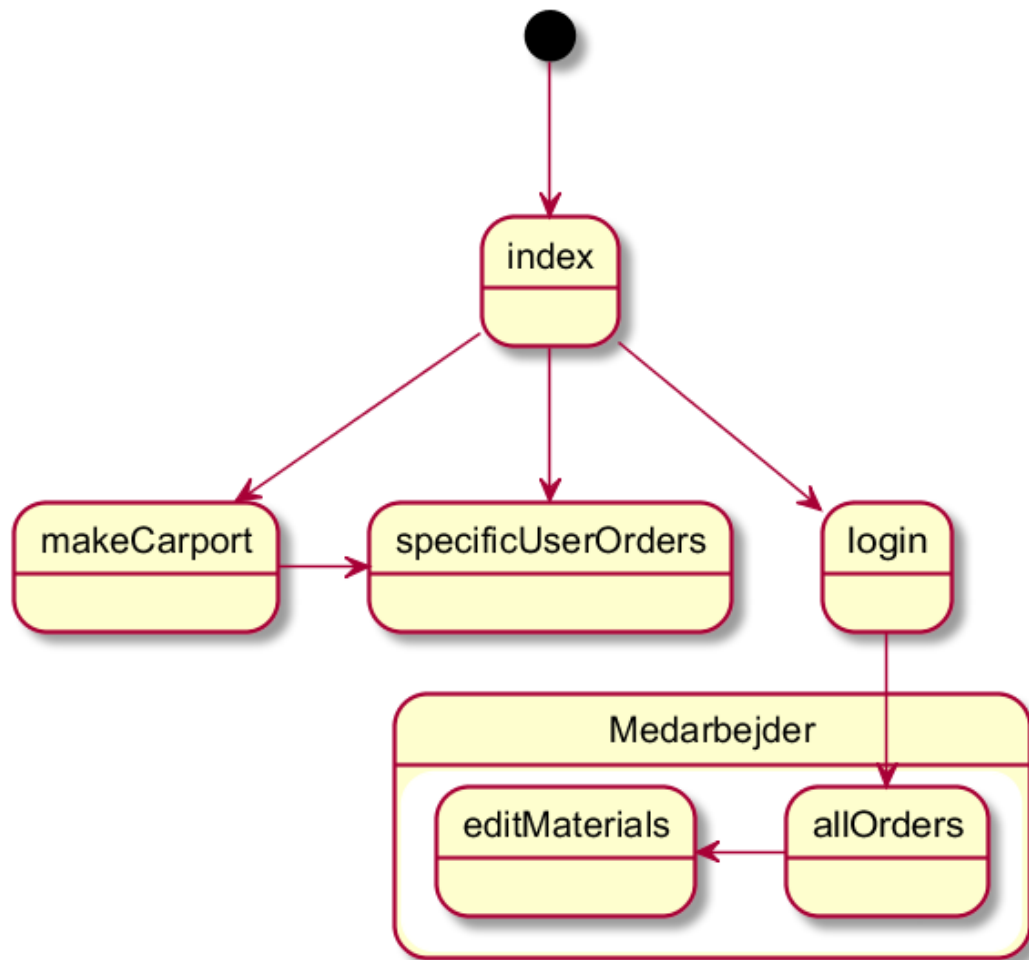 index
makeCarport
specificUserOrders
login
Medarbejder
editMaterials
allOrders